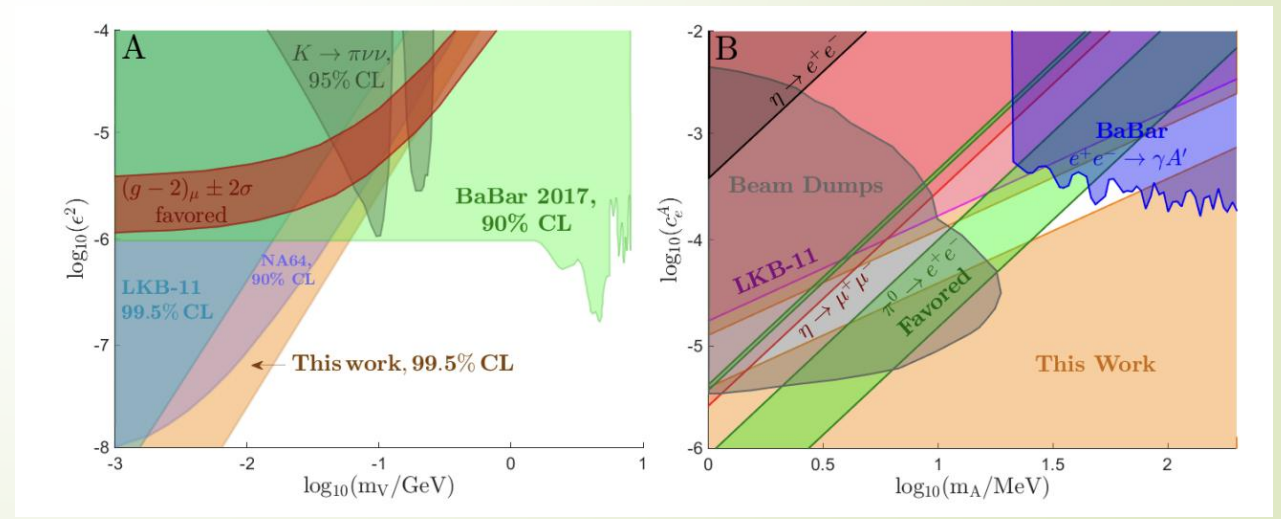 A
-4
-5
-6
-7
-8
log₁₀(ϵ²)
K → πνν,
95% CL
(g − 2)μ ± 2σ
favored
BaBar 2017,
90% CL
NA64,
90% CL
LKB-11
99.5% CL
This work, 99.5% CL
-3 -2 -1 0 1
log₁₀(m_V/GeV)
B
-2
-3
-4
-5
-6
log₁₀(c_e^A)
η → e⁺e⁻
BaBar
e⁺e⁻ → γA′
Beam Dumps
LKB-11
η → μ⁺μ⁻
π⁰ → e⁺e⁻
Favored
This Work
0 0.5 1 1.5 2
log₁₀(m_A/MeV)